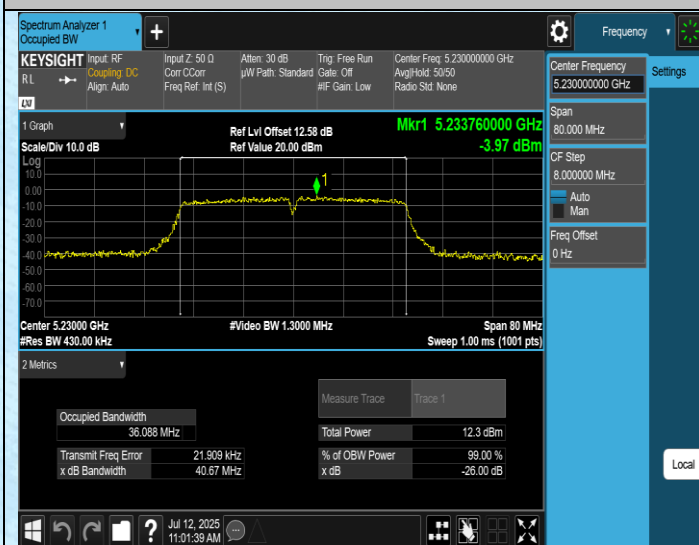 Spectrum Analyzer 1
Occupied BW
Frequency
KEYSIGHT
R L
LXI
Input: RF
Coupling: DC
Align: Auto
Input Z: 50 Ω
Corr CCorr
Freq Ref: Int (S)
Atten: 30 dB
µW Path: Standard
Trig: Free Run
Gate: Off
#IF Gain: Low
Center Freq: 5.230000000 GHz
Avg|Hold: 50/50
Radio Std: None
Center Frequency
5.230000000 GHz
Settings
Span
80.000 MHz
CF Step
8.000000 MHz
Auto
Man
Freq Offset
0 Hz
1 Graph
Scale/Div 10.0 dB
Ref Lvl Offset 12.58 dB
Ref Value 20.00 dBm
Mkr1 5.233760000 GHz
-3.97 dBm
Log
10.0
0.00
-10.0
-20.0
-30.0
-40.0
-50.0
-60.0
-70.0
1
Center 5.23000 GHz
#Video BW 1.3000 MHz
Span 80 MHz
#Res BW 430.00 kHz
Sweep 1.00 ms (1001 pts)
2 Metrics
Measure Trace
Trace 1
Occupied Bandwidth
36.088 MHz
Total Power
12.3 dBm
Transmit Freq Error
21.909 kHz
% of OBW Power
99.00 %
x dB Bandwidth
40.67 MHz
x dB
-26.00 dB
Local
?
Jul 12, 2025
11:01:39 AM